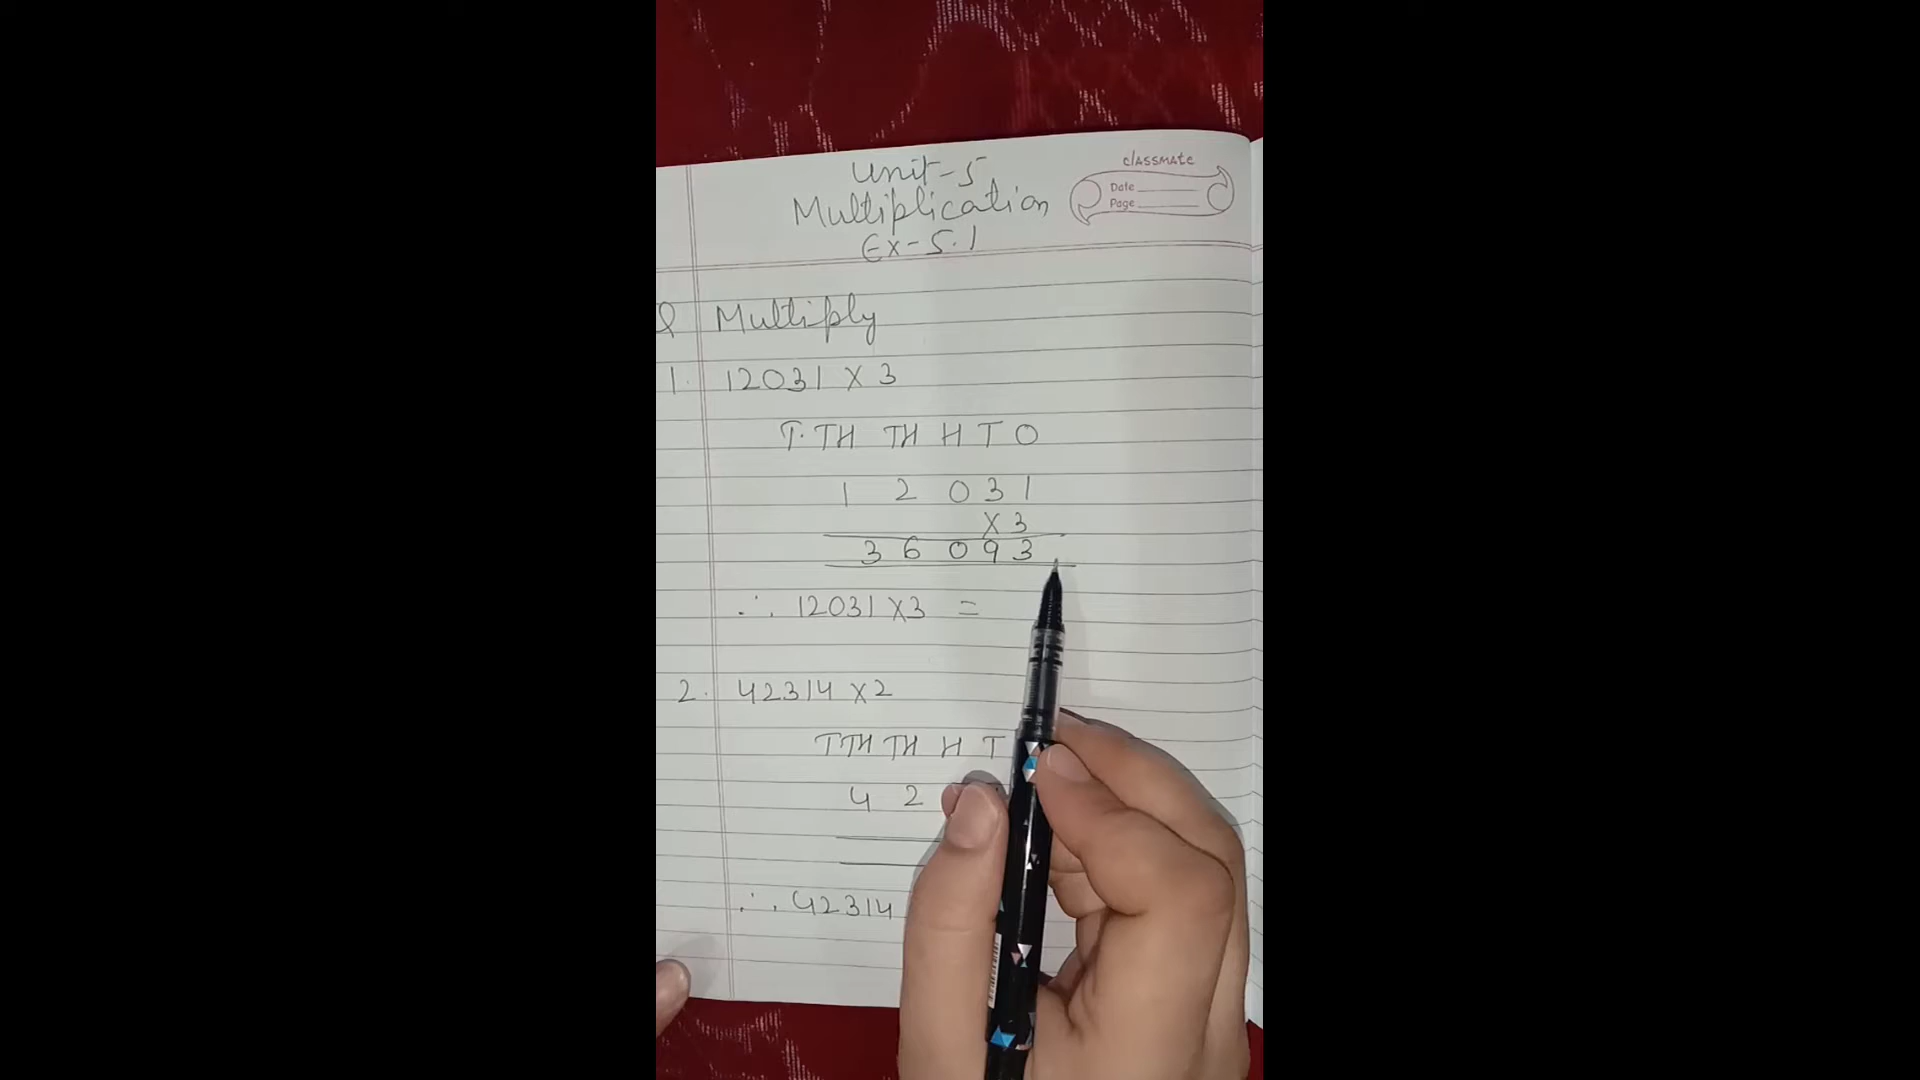 Unit-5
classmate
Date
Page
Multiplication
Ex-5.1
Q Multiply
1. 12031 X 3
T.TH TH H T O
1 2 0 3 1
X 3
3 6 0 9 3
∴ 12031 X3 =
2. 42314 X2
T TH TH H T
4 2
∴ 42314